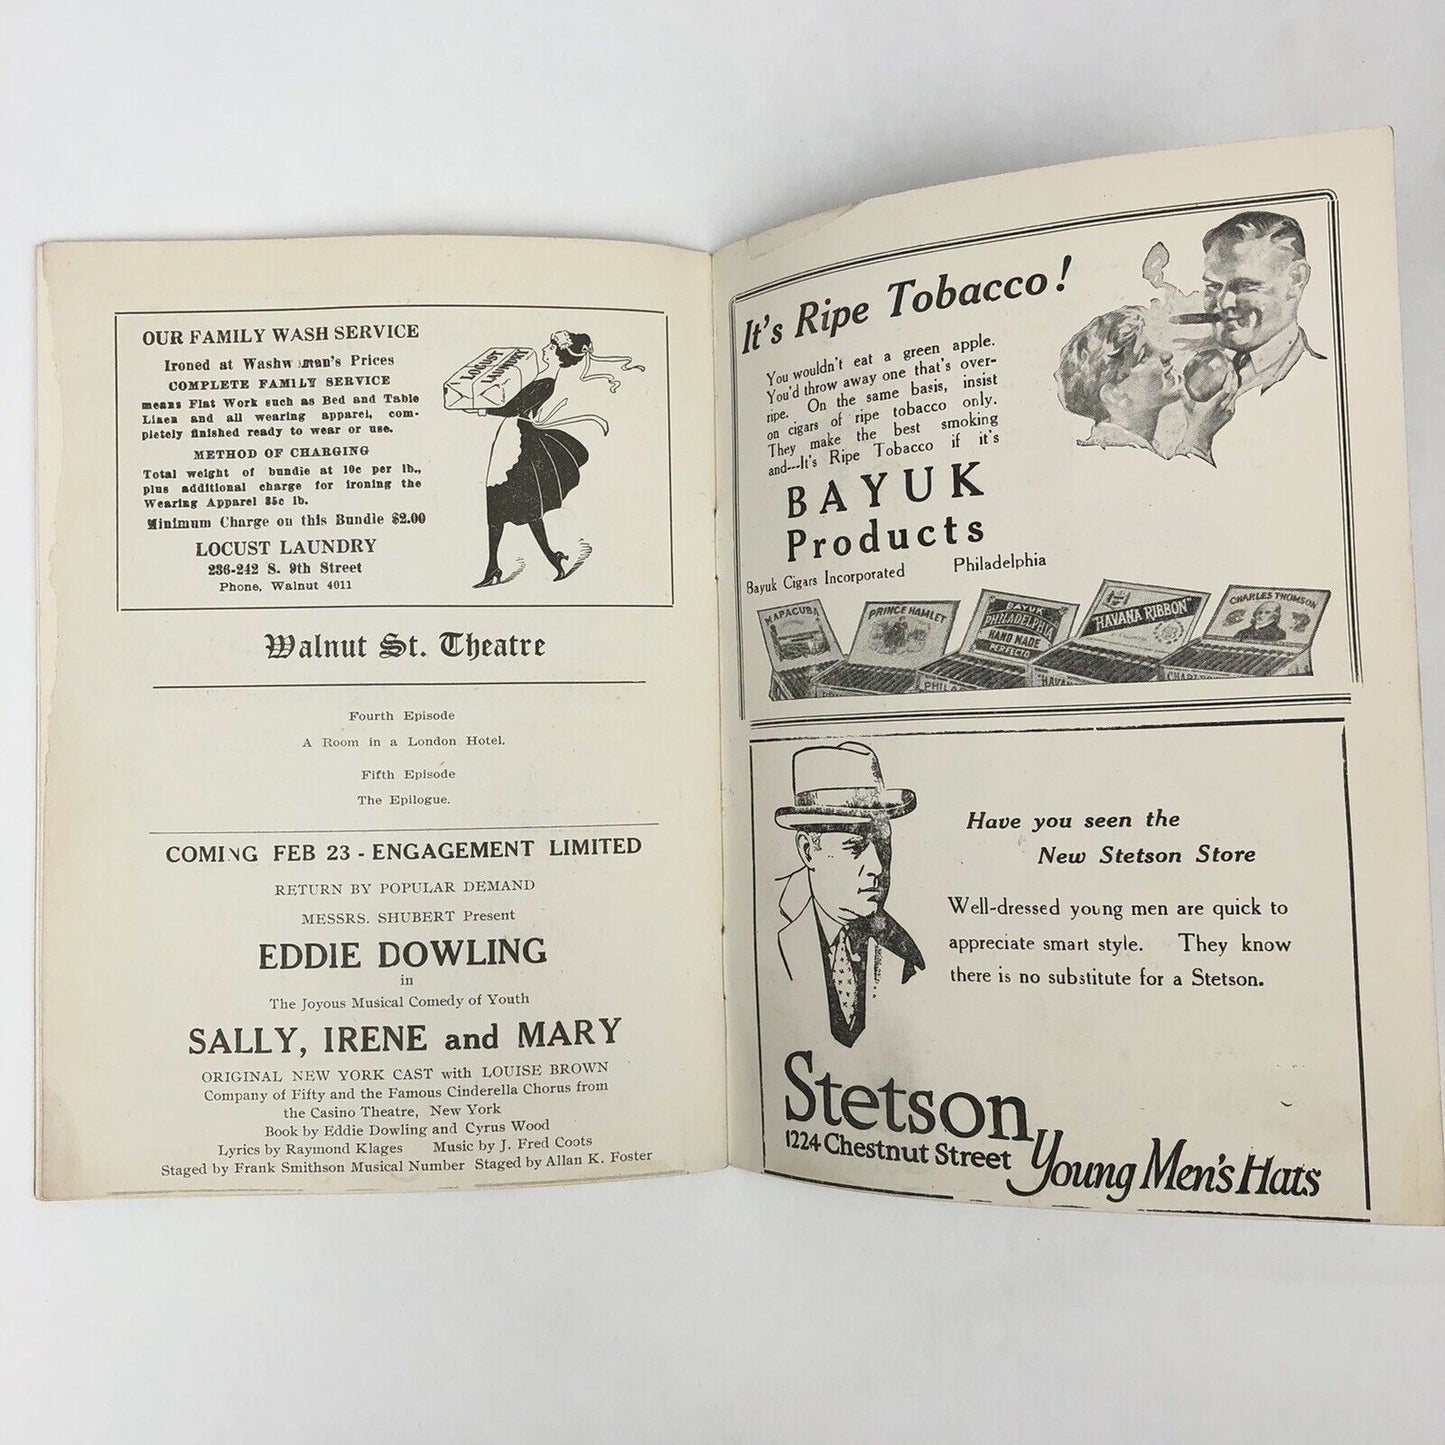 OUR FAMILY WASH SERVICE
Ironed at Washwoman's Prices
COMPLETE FAMILY SERVICE
means Flat Work such as Bed and Table
Linen and all wearing apparel, com-
pletely finished ready to wear or use.
METHOD OF CHARGING
Total weight of bundle at 10c per lb.,
plus additional charge for ironing the
Wearing Apparel 35c lb.
Minimum Charge on this Bundle $2.00
LOCUST LAUNDRY
236-242 S. 9th Street
Phone, Walnut 4011
LOCUST
LAUNDRY
Walnut St. Theatre
Fourth Episode
A Room in a London Hotel.
Fifth Episode
The Epilogue.
COMING FEB 23 - ENGAGEMENT LIMITED
RETURN BY POPULAR DEMAND
MESSRS. SHUBERT Present
EDDIE DOWLING
in
The Joyous Musical Comedy of Youth
SALLY, IRENE and MARY
ORIGINAL NEW YORK CAST with LOUISE BROWN
Company of Fifty and the Famous Cinderella Chorus from
the Casino Theatre, New York
Book by Eddie Dowling and Cyrus Wood
Lyrics by Raymond Klages Music by J. Fred Coots
Staged by Frank Smithson Musical Number Staged by Allan K. Foster
It's Ripe Tobacco!
You wouldn't eat a green apple.
You'd throw away one that's over-
ripe. On the same basis, insist
on cigars of ripe tobacco only.
They make the best smoking
and---It's Ripe Tobacco if it's
BAYUK
Products
Bayuk Cigars Incorporated Philadelphia
MAPACUBA
PRINCE HAMLET
BAYUK
PHILADELPHIA
HAND MADE
PERFECTO
"HAVANA RIBBON"
CHARLES THOMSON
PHILA
"HAVA
CHARLES
Have you seen the
New Stetson Store
Well-dressed young men are quick to
appreciate smart style. They know
there is no substitute for a Stetson.
Stetson
1224 Chestnut Street
Young Men's Hats